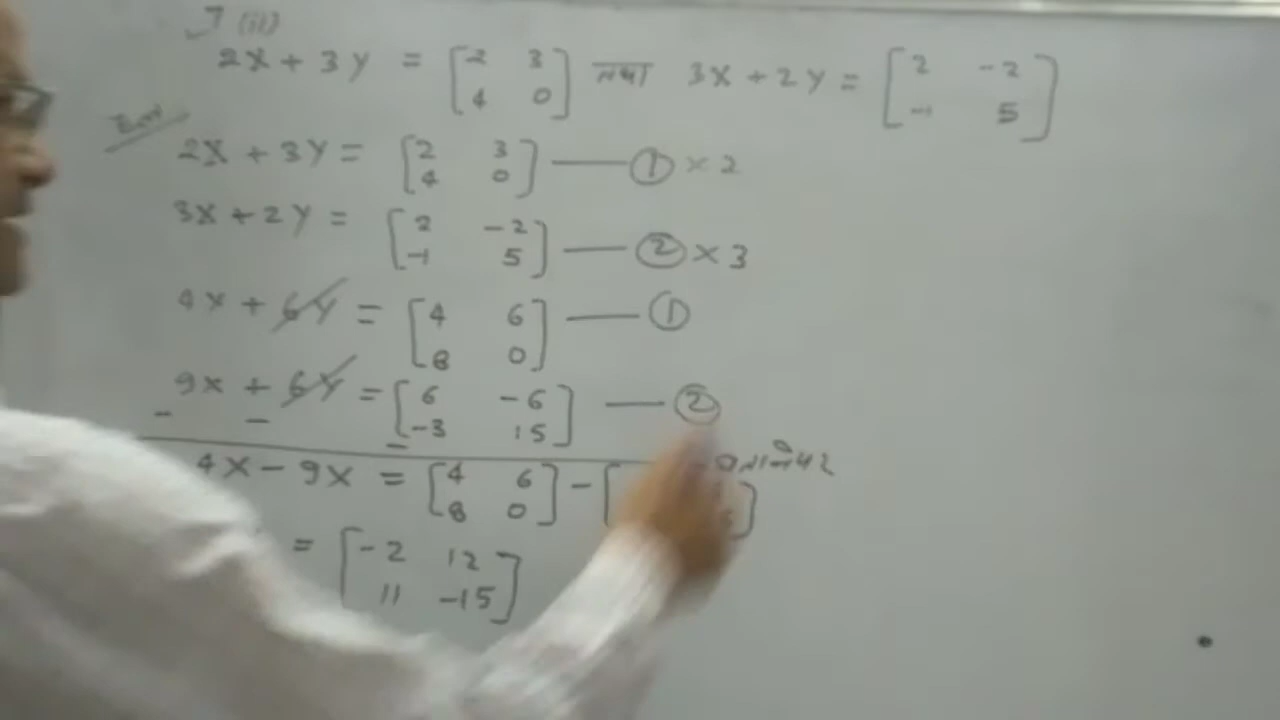 7 (ii)
2X + 3Y = [2 3 4 0] तथा 3X + 2Y = [2 -2 -1 5]
2X + 3Y = [2 3 4 0] — ① × 2
3X + 2Y = [2 -2 -1 5] — ② × 3
4X + 6Y = [4 6 8 0] — ①
9X + 6Y = [6 -6 -3 15] — ②
- - -
4X - 9X = [4 6 8 0] - [
= [-2 12 11 -15]